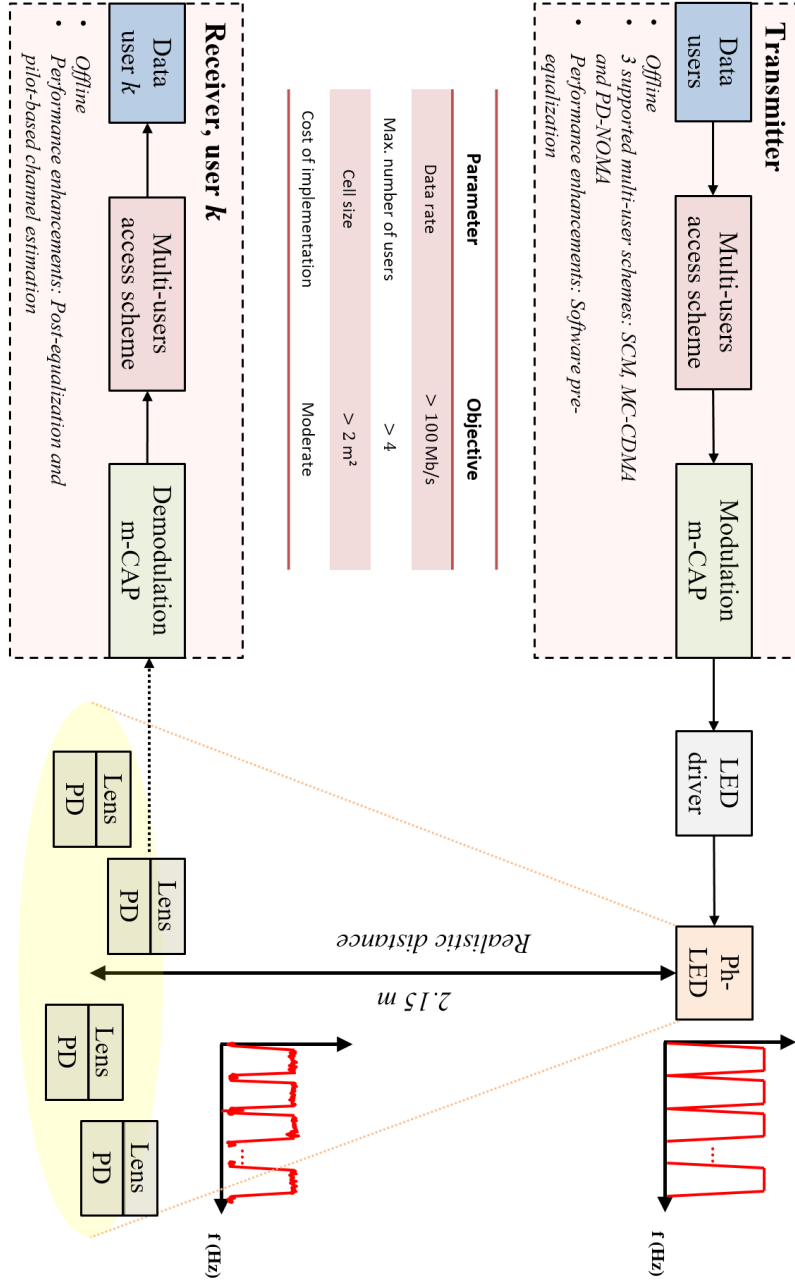 Transmitter
Data
users
Multi-users
access scheme
Modulation
m-CAP
LED
driver
Ph-
LED
• Offline
• 3 supported multi-user schemes: SCM, MC-CDMA
and PD-NOMA
• Performance enhancements: Software pre-
equalization
...
f (Hz)
Parameter Objective
Data rate > 100 Mb/s
Max. number of users > 4
Cell size > 2 m²
Cost of implementation Moderate
Realistic distance
2.15 m
...
f (Hz)
Receiver, user k
Data
user k
Multi-users
access scheme
Demodulation
m-CAP
• Offline
• Performance enhancements: Post-equalization and
pilot-based channel estimation
Lens
PD
Lens
PD
Lens
PD
Lens
PD